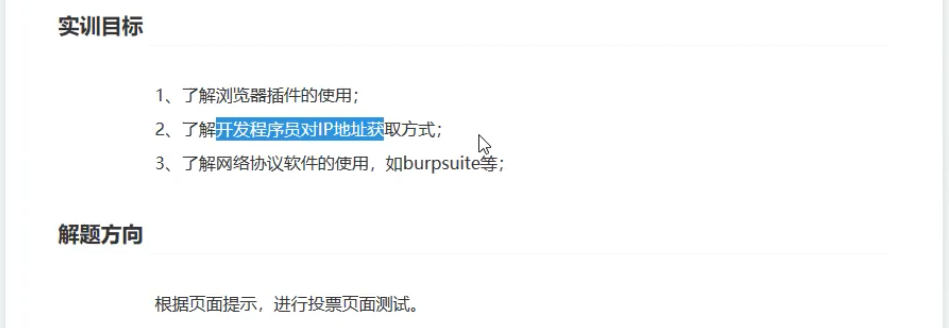 实训目标
1、了解浏览器插件的使用；
2、了解开发程序员对IP地址获取方式；
3、了解网络协议软件的使用，如burpsuite等；
解题方向
根据页面提示，进行投票页面测试。